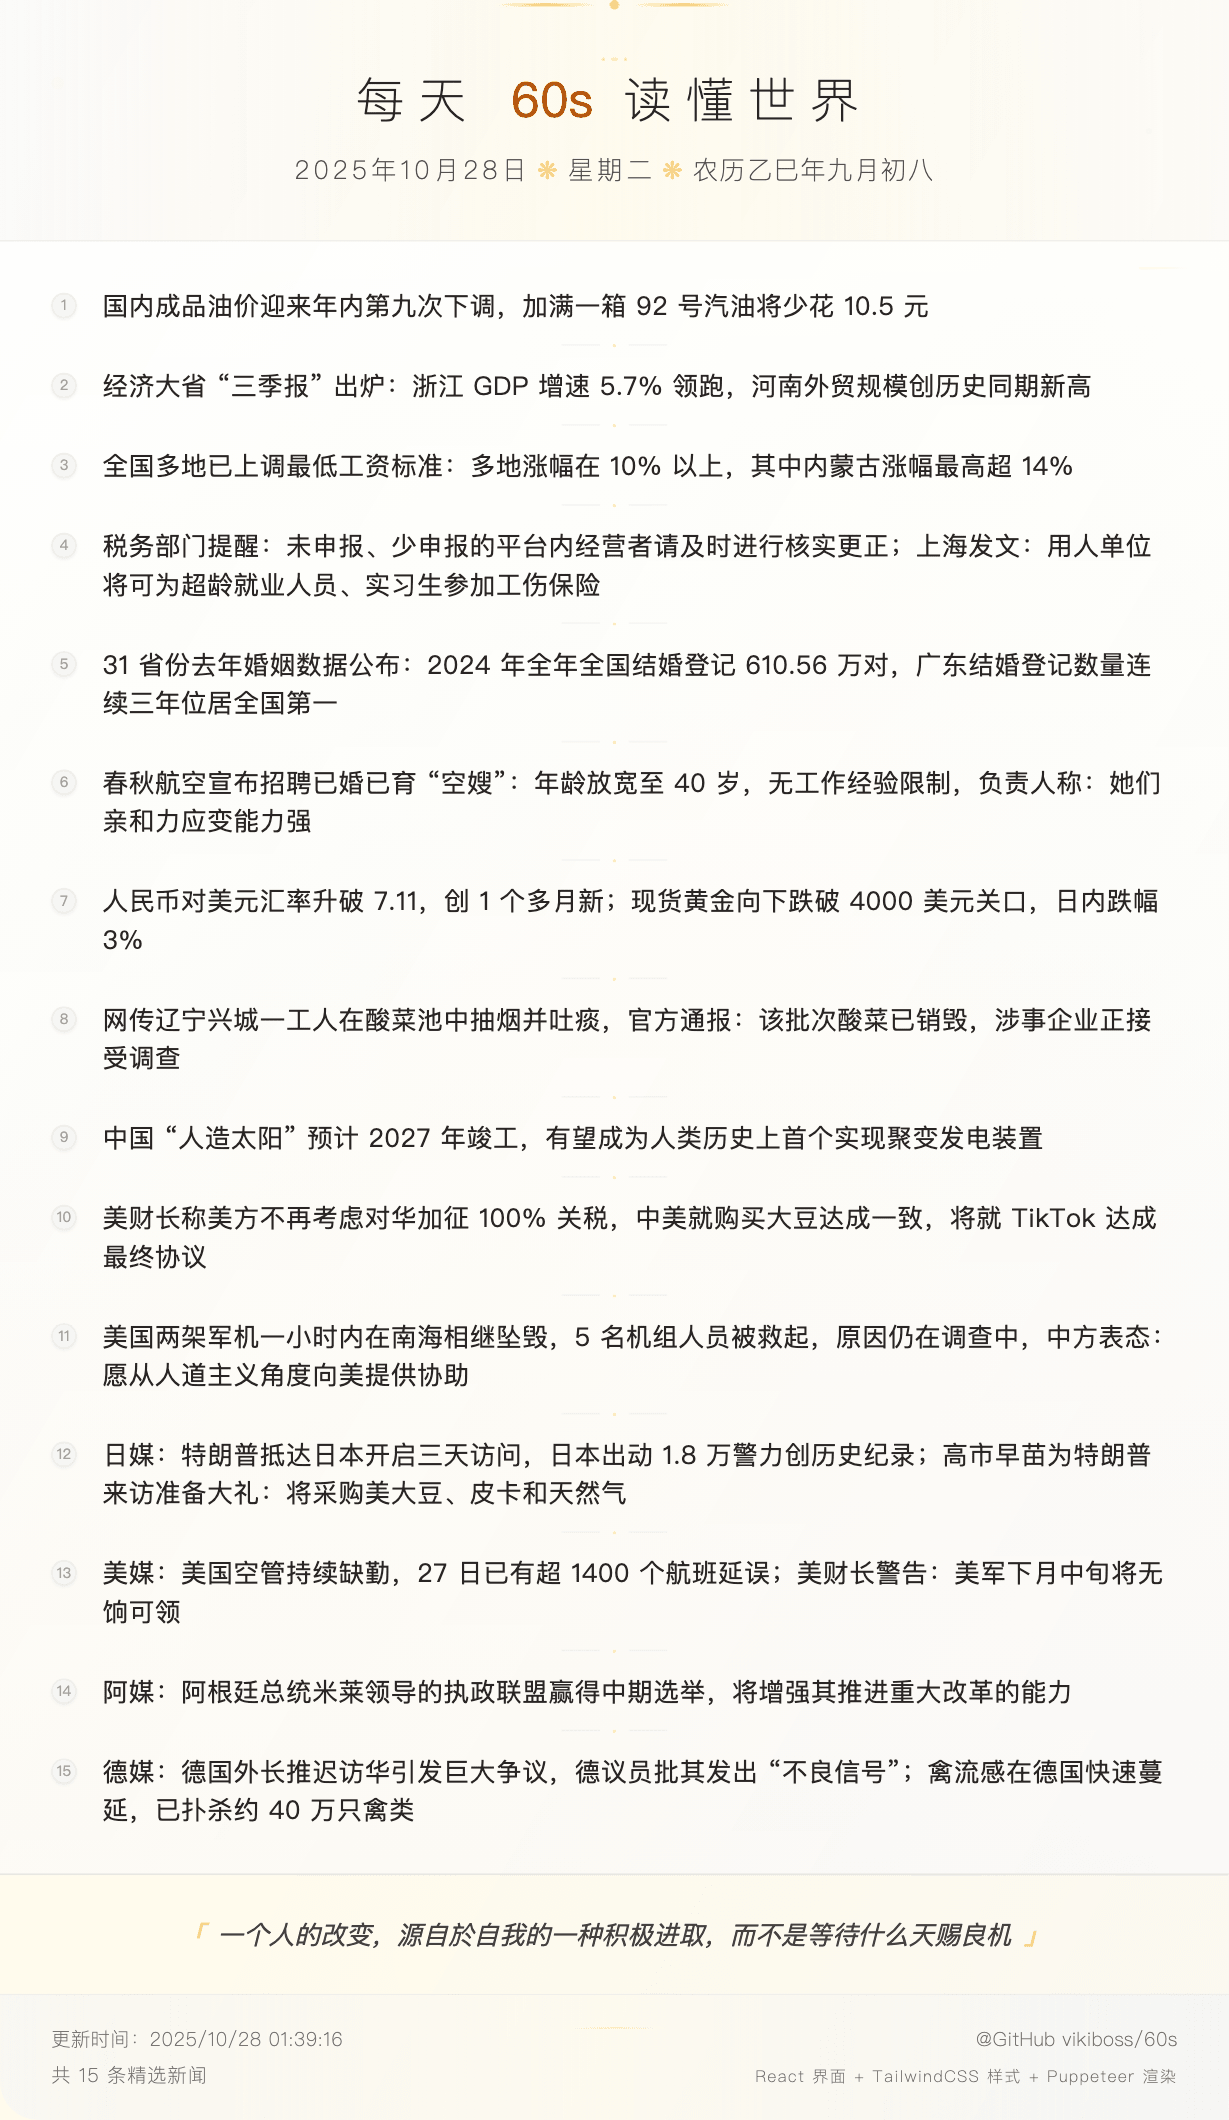 每天 60s 读懂世界
2025年10月28日 ❋ 星期二 ❋ 农历乙巳年九月初八
1 国内成品油价迎来年内第九次下调，加满一箱 92 号汽油将少花 10.5 元
2 经济大省 “三季报” 出炉：浙江 GDP 增速 5.7% 领跑，河南外贸规模创历史同期新高
3 全国多地已上调最低工资标准：多地涨幅在 10% 以上，其中内蒙古涨幅最高超 14%
4 税务部门提醒：未申报、少申报的平台内经营者请及时进行核实更正；上海发文：用人单位
将可为超龄就业人员、实习生参加工伤保险
5 31 省份去年婚姻数据公布：2024 年全年全国结婚登记 610.56 万对，广东结婚登记数量连
续三年位居全国第一
6 春秋航空宣布招聘已婚已育 “空嫂”：年龄放宽至 40 岁，无工作经验限制，负责人称：她们
亲和力应变能力强
7 人民币对美元汇率升破 7.11，创 1 个多月新；现货黄金向下跌破 4000 美元关口，日内跌幅
3%
8 网传辽宁兴城一工人在酸菜池中抽烟并吐痰，官方通报：该批次酸菜已销毁，涉事企业正接
受调查
9 中国 “人造太阳” 预计 2027 年竣工，有望成为人类历史上首个实现聚变发电装置
10 美财长称美方不再考虑对华加征 100% 关税，中美就购买大豆达成一致，将就 TikTok 达成
最终协议
11 美国两架军机一小时内在南海相继坠毁，5 名机组人员被救起，原因仍在调查中，中方表态：
愿从人道主义角度向美提供协助
12 日媒：特朗普抵达日本开启三天访问，日本出动 1.8 万警力创历史纪录；高市早苗为特朗普
来访准备大礼：将采购美大豆、皮卡和天然气
13 美媒：美国空管持续缺勤，27 日已有超 1400 个航班延误；美财长警告：美军下月中旬将无
饷可领
14 阿媒：阿根廷总统米莱领导的执政联盟赢得中期选举，将增强其推进重大改革的能力
15 德媒：德国外长推迟访华引发巨大争议，德议员批其发出 “不良信号”；禽流感在德国快速蔓
延，已扑杀约 40 万只禽类
「 一个人的改变，源自於自我的一种积极进取，而不是等待什么天赐良机 」
更新时间：2025/10/28 01:39:16
@GitHub vikiboss/60s
共 15 条精选新闻
React 界面 + TailwindCSS 样式 + Puppeteer 渲染